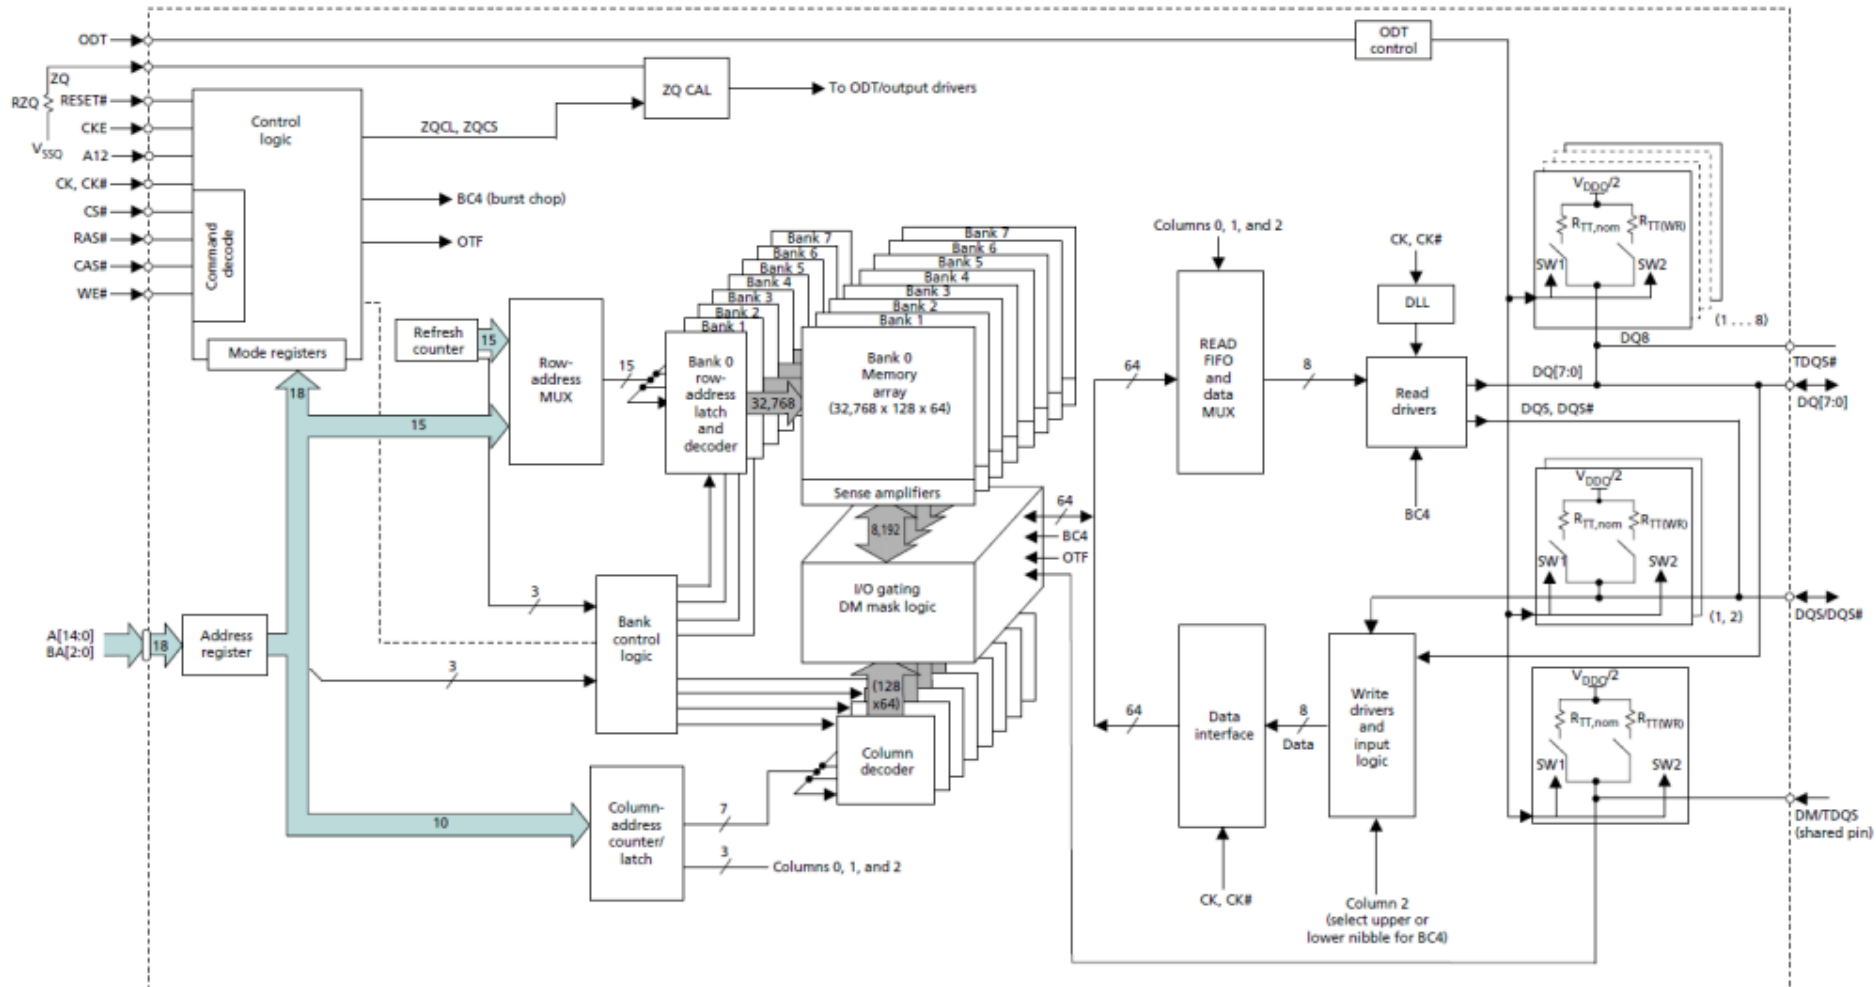 ODT
ODT
control
ZQ
RZQ
VSSQ
RESET#
CKE
A12
CK, CK#
CS#
RAS#
CAS#
WE#
Control
logic
Command
decode
Mode registers
ZQCL, ZQCS
ZQ CAL
To ODT/output drivers
BC4 (burst chop)
OTF
Refresh
counter
15
Row-
address
MUX
15
18
15
Bank 7
Bank 6
Bank 5
Bank 4
Bank 3
Bank 2
Bank 1
Bank 0
row-
address
latch
and
decoder
32,768
Bank 7
Bank 6
Bank 5
Bank 4
Bank 3
Bank 2
Bank 1
Bank 0
Memory
array
(32,768 x 128 x 64)
Sense amplifiers
8,192
I/O gating
DM mask logic
64
BC4
OTF
(128
x64)
Column
decoder
3
Bank
control
logic
3
A[14:0]
BA[2:0]
18
Address
register
10
Column-
address
counter/
latch
7
3
Columns 0, 1, and 2
Columns 0, 1, and 2
64
READ
FIFO
and
data
MUX
8
CK, CK#
DLL
Read
drivers
BC4
DQ8
DQ[7:0]
DQS, DQS#
VDDQ/2
RTT,nom
RTT(WR)
SW1
SW2
(1 . . . 8)
TDQS#
DQ[7:0]
VDDQ/2
RTT,nom
RTT(WR)
SW1
SW2
(1, 2)
DQS/DQS#
64
Data
interface
8
Data
Write
drivers
and
input
logic
CK, CK#
Column 2
(select upper or
lower nibble for BC4)
VDDQ/2
RTT,nom
RTT(WR)
SW1
SW2
DM/TDQS
(shared pin)